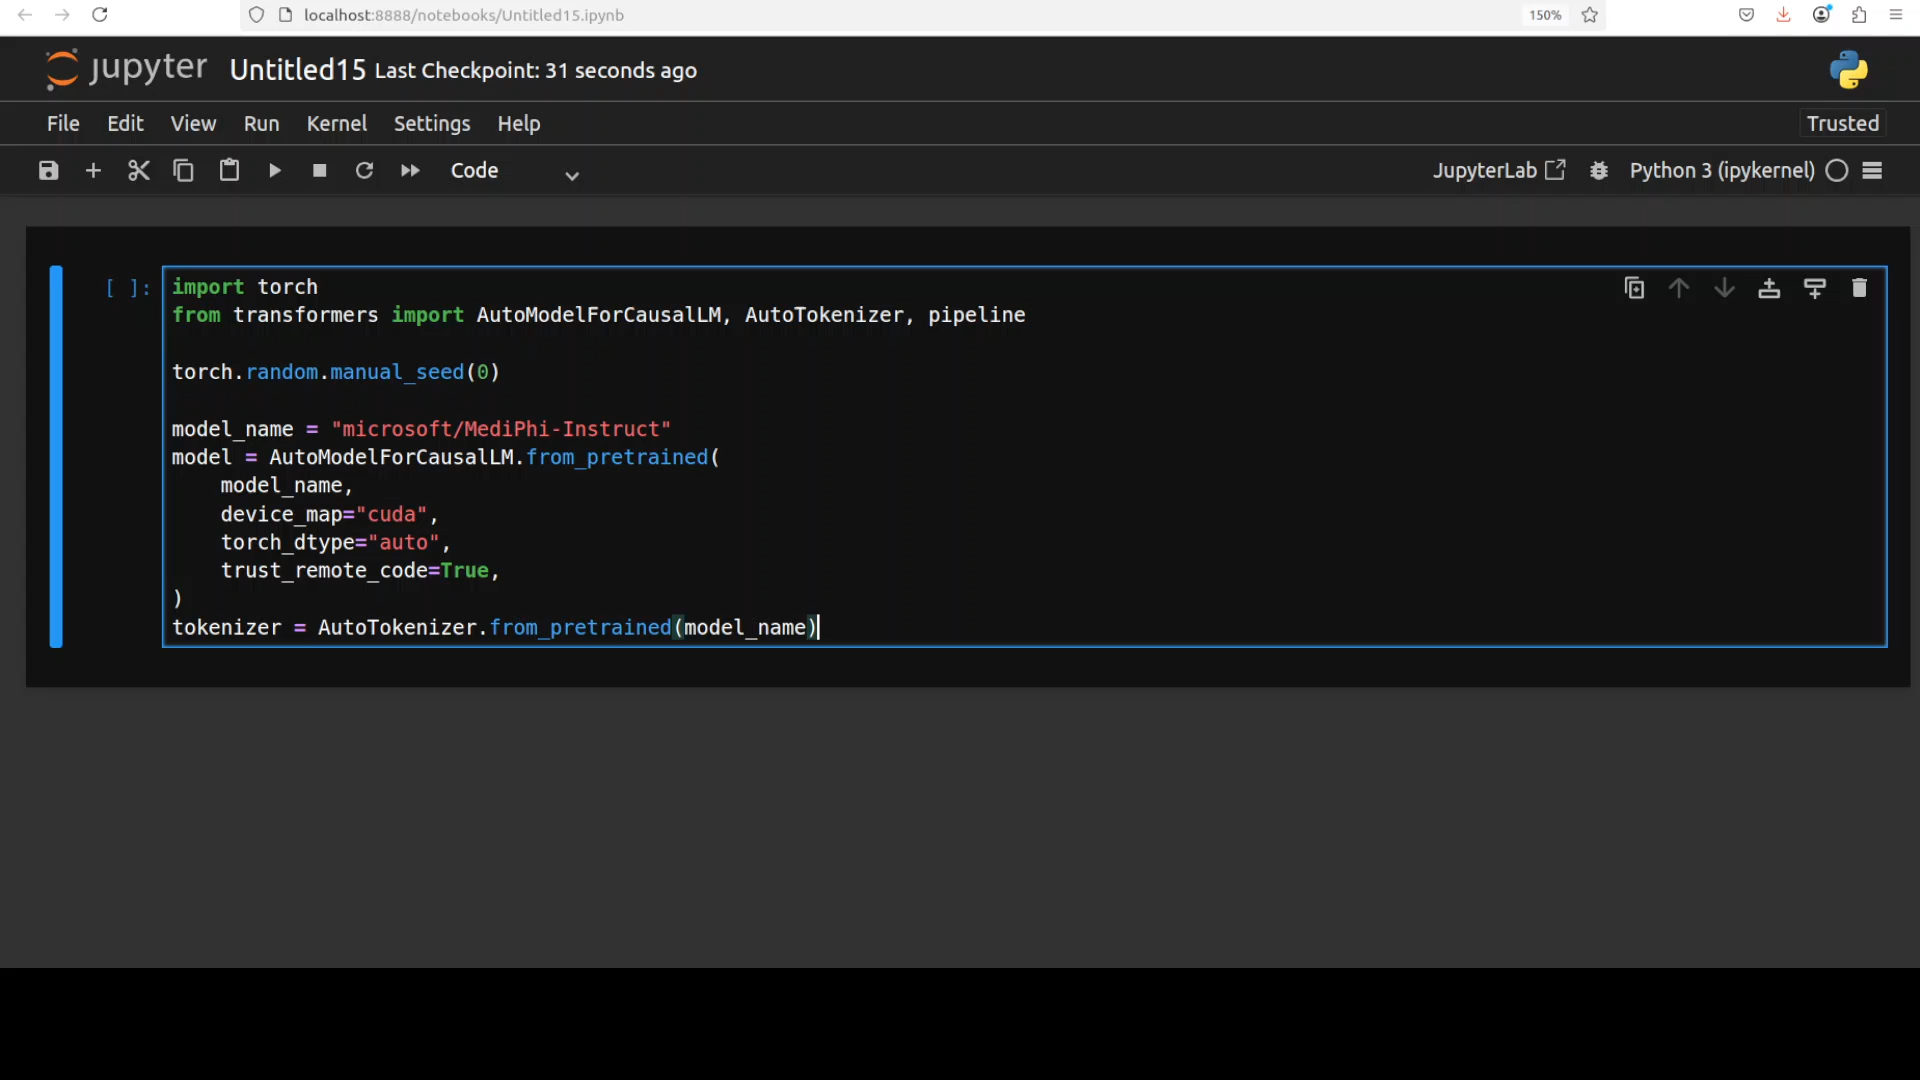 localhost:8888/notebooks/Untitled15.ipynb
150%
jupyter Untitled15 Last Checkpoint: 31 seconds ago
File Edit View Run Kernel Settings Help
Trusted
Code
JupyterLab
Python 3 (ipykernel)
[ ]:
import torch
from transformers import AutoModelForCausalLM, AutoTokenizer, pipeline
torch.random.manual_seed(0)
model_name = "microsoft/MediPhi-Instruct"
model = AutoModelForCausalLM.from_pretrained(
    model_name,
    device_map="cuda",
    torch_dtype="auto",
    trust_remote_code=True,
)
tokenizer = AutoTokenizer.from_pretrained(model_name)